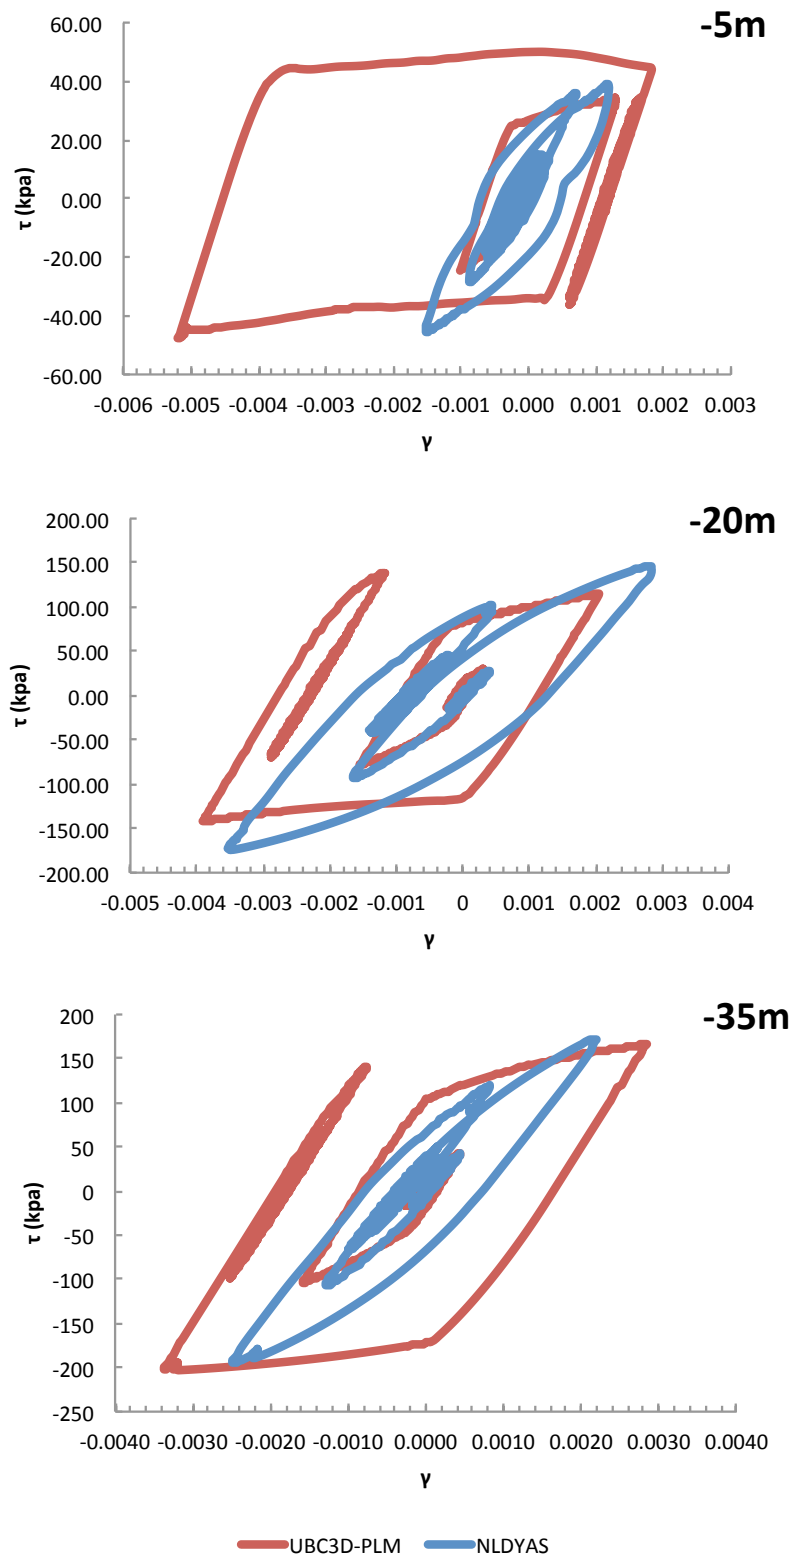 -5m
60.00
40.00
20.00
0.00
-20.00
-40.00
-60.00
τ (kpa)
-0.006 -0.005 -0.004 -0.003 -0.002 -0.001 0.000 0.001 0.002 0.003
γ
-20m
200.00
150.00
100.00
50.00
0.00
-50.00
-100.00
-150.00
-200.00
τ (kpa)
-0.005 -0.004 -0.003 -0.002 -0.001 0 0.001 0.002 0.003 0.004
γ
-35m
200
150
100
50
0
-50
-100
-150
-200
-250
τ (kpa)
-0.0040 -0.0030 -0.0020 -0.0010 0.0000 0.0010 0.0020 0.0030 0.0040
γ
UBC3D-PLM NLDYAS